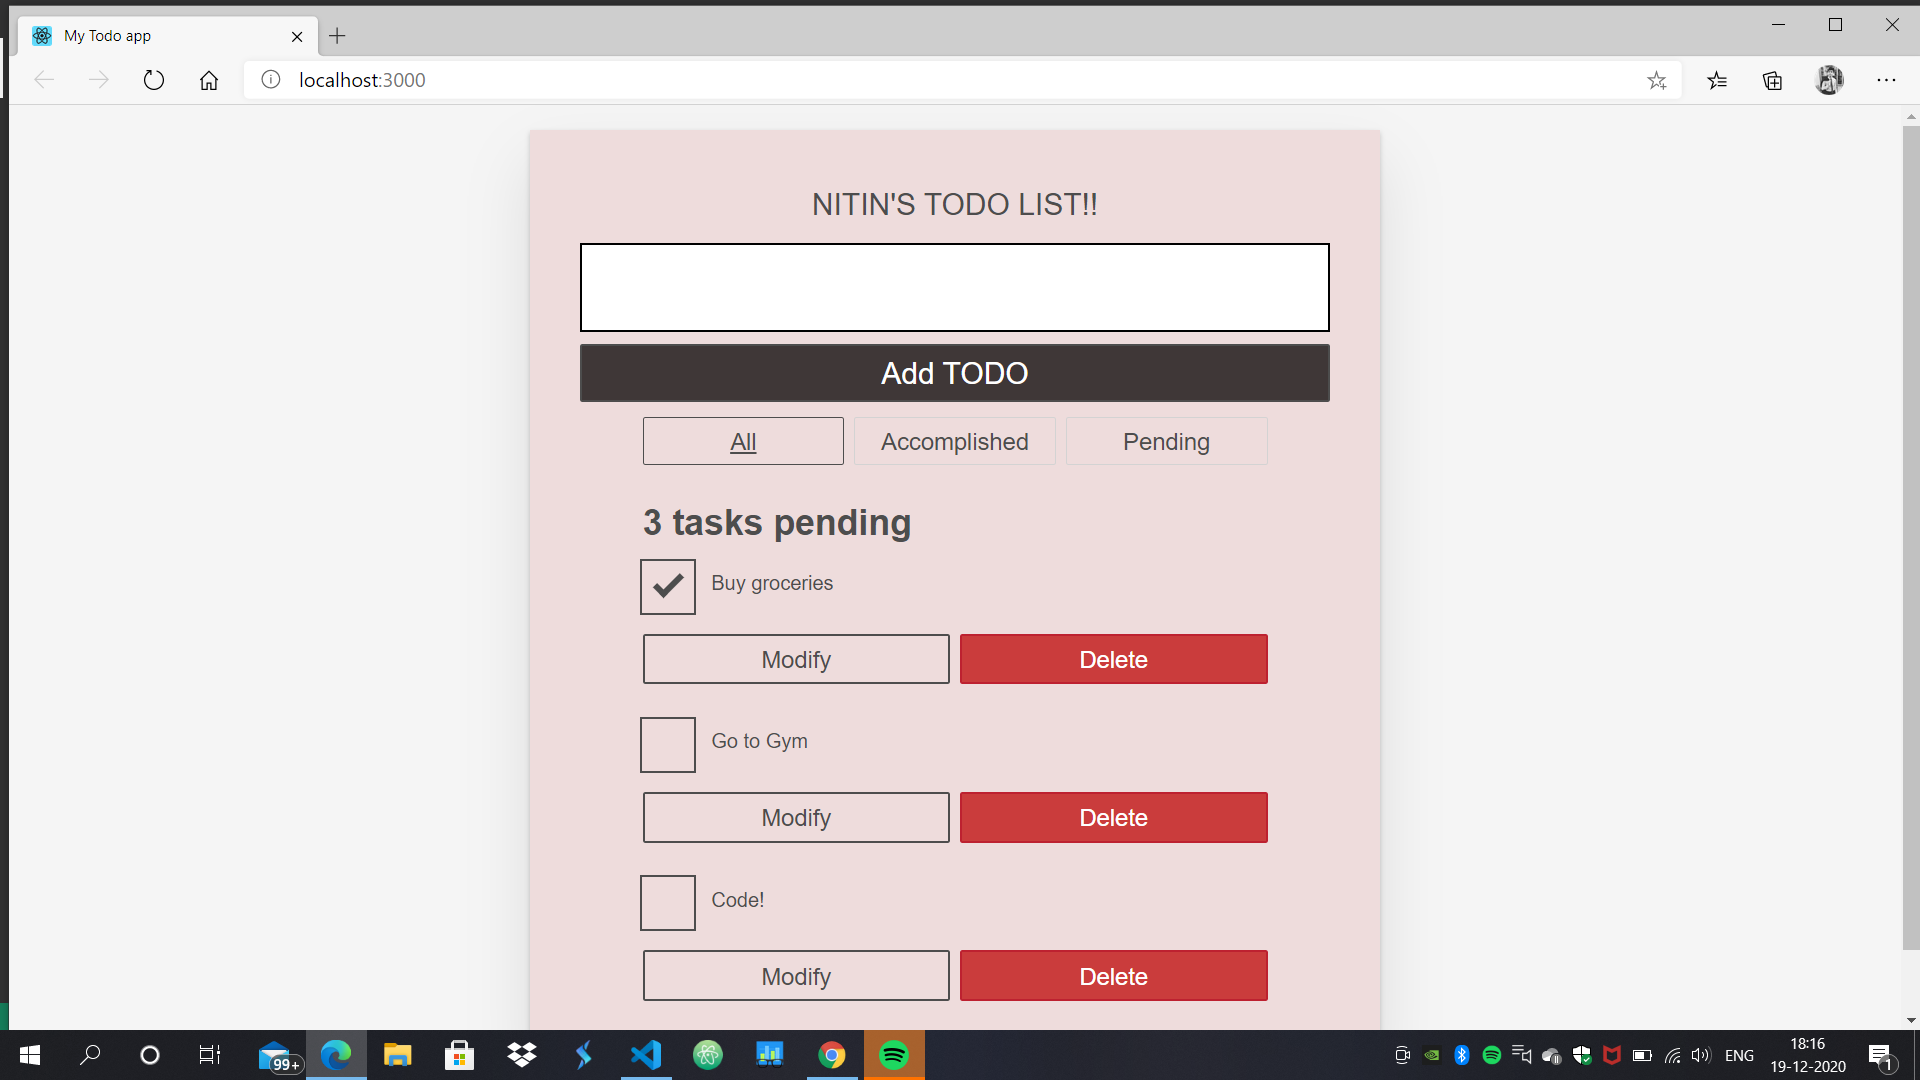 My Todo app
localhost:3000
NITIN'S TODO LIST!!
Add TODO
All Accomplished Pending
3 tasks pending
Buy groceries
Modify Delete
Go to Gym
Modify Delete
Code!
Modify Delete
99+
ENG
18:16
19-12-2020
1